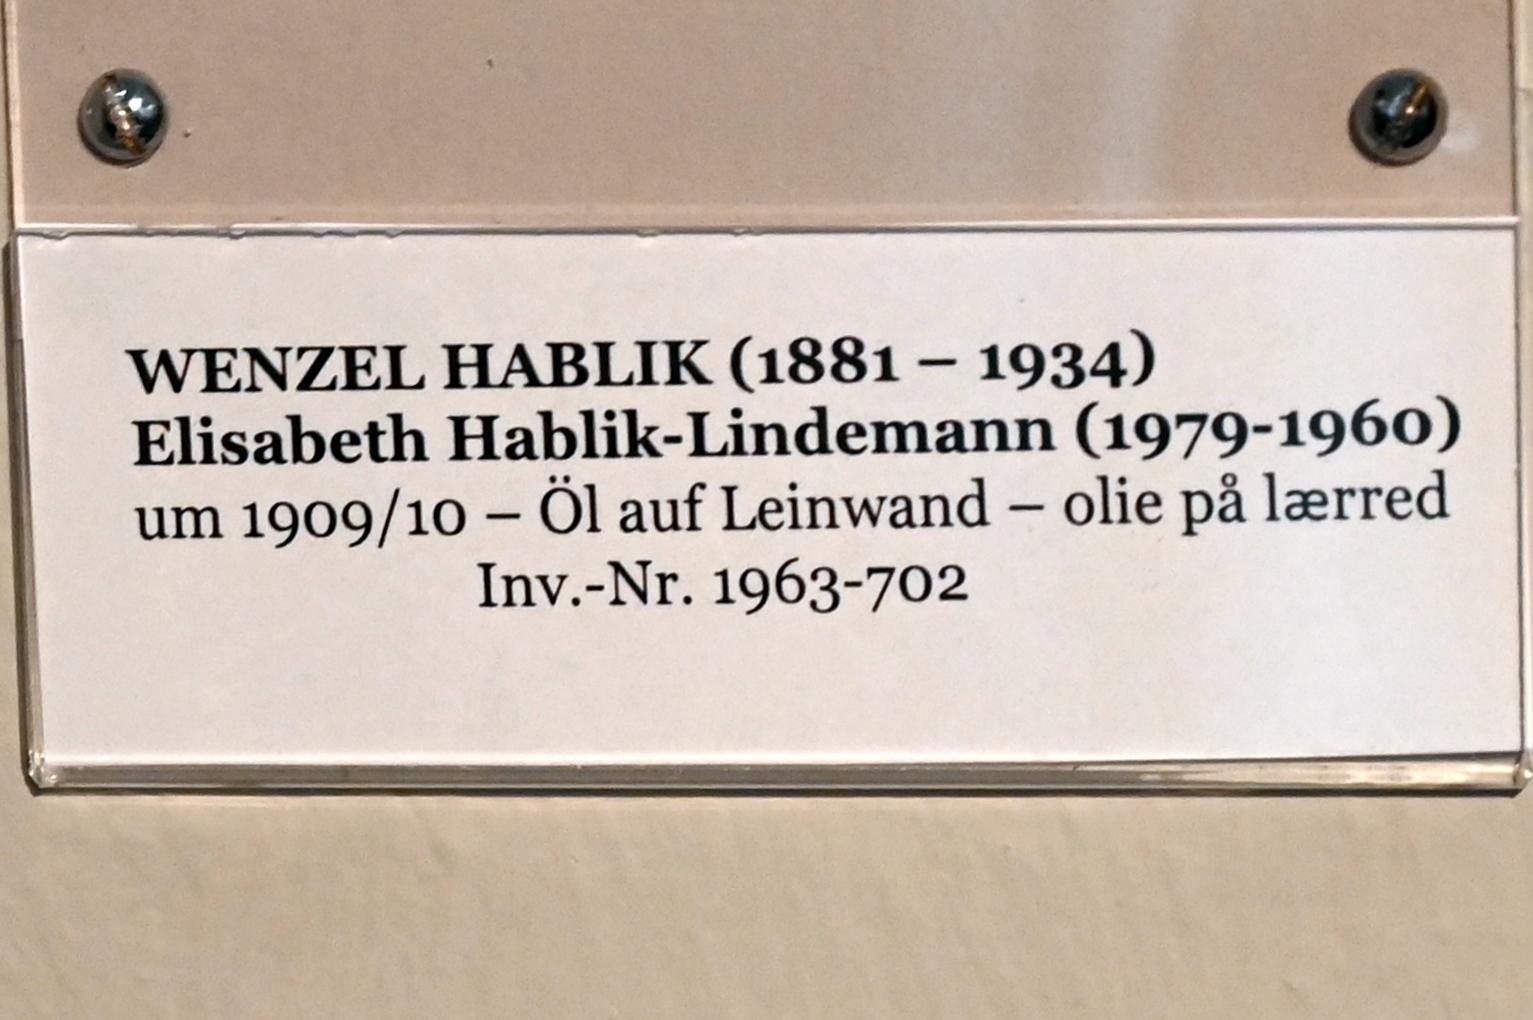 WENZEL HABLIK (1881 – 1934)
Elisabeth Hablik-Lindemann (1979-1960)
um 1909/10 – Öl auf Leinwand – olie på lærred
Inv.-Nr. 1963-702